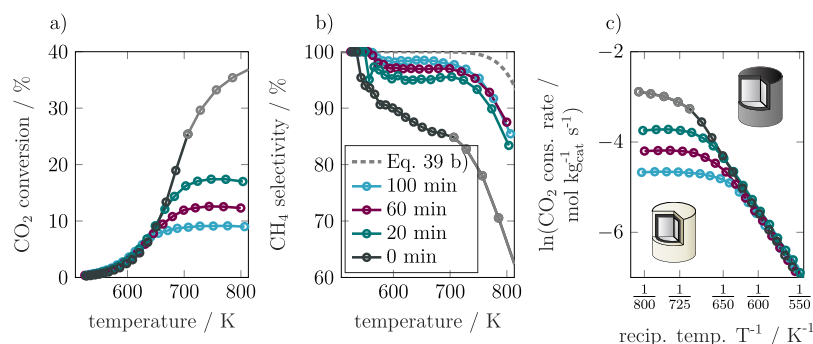 a)
CO2 conversion / %
40
30
20
10
0
600
700
800
temperature / K
b)
CH4 selectivity / %
100
90
80
70
60
Eq. 39 b)
100 min
60 min
20 min
0 min
600
700
800
temperature / K
c)
ln(CO2 cons. rate /
mol kg-1cat s-1)
−2
−4
−6
1/800
1/725
1/650
1/600
1/550
recip. temp. T-1 / K-1